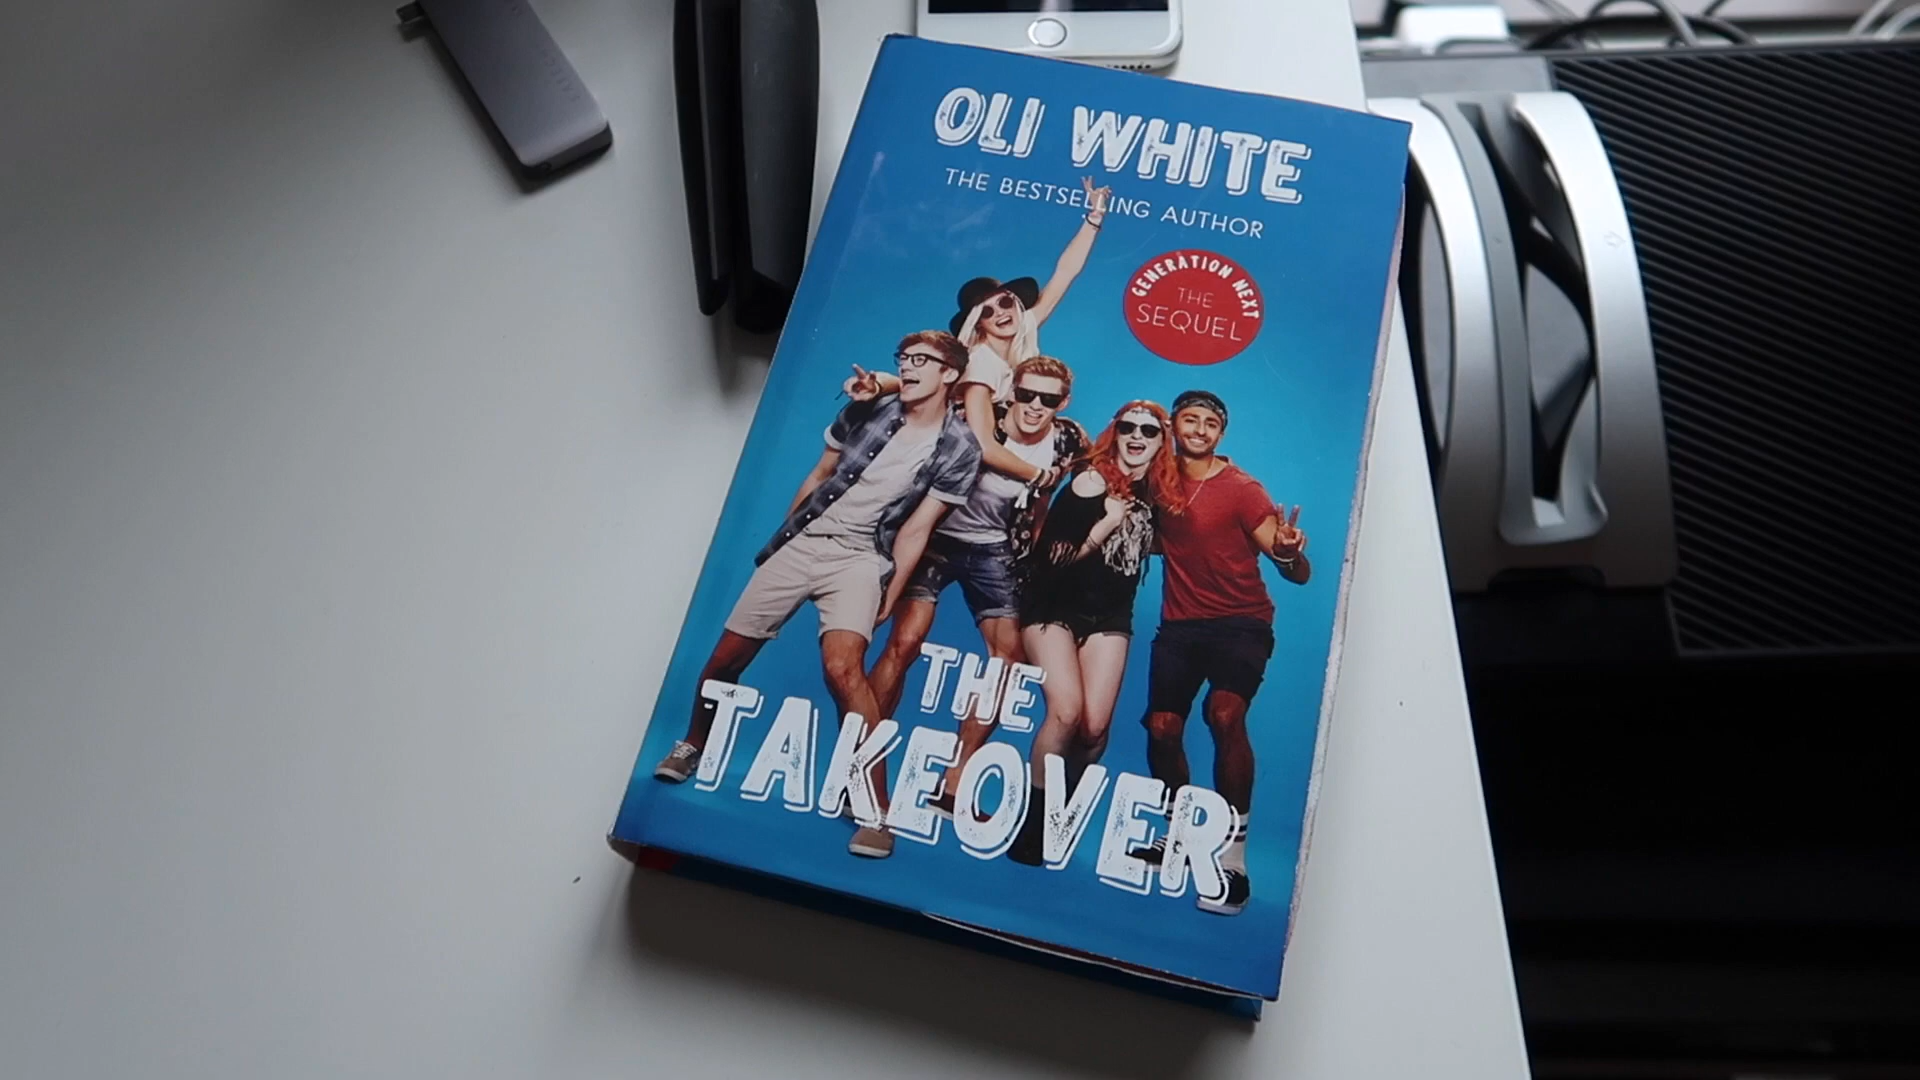 OLI WHITE
THE BESTSELLING AUTHOR
GENERATION NEXT
THE
SEQUEL
THE
TAKEOVER